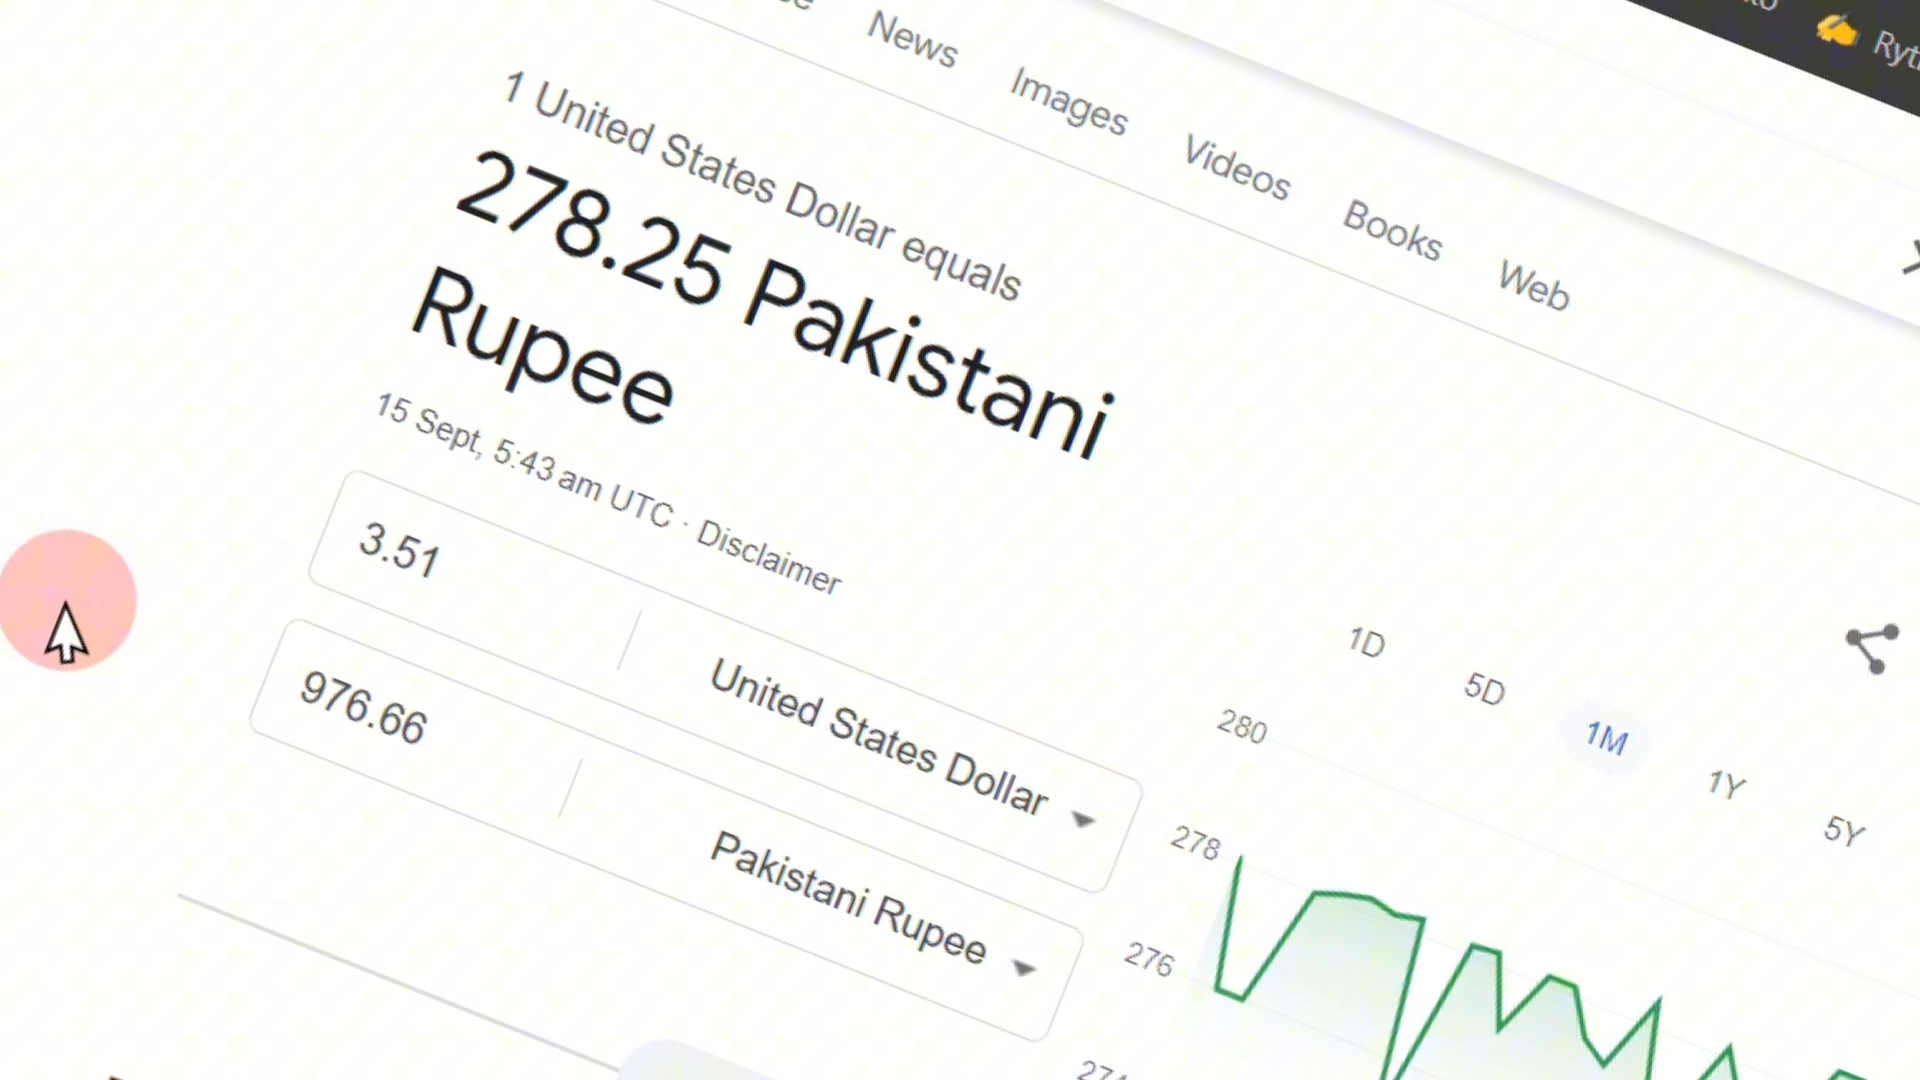 News Images Videos Books Web
1 United States Dollar equals
278.25 Pakistani
Rupee
15 Sept, 5:43 am UTC · Disclaimer
3.51 United States Dollar
976.66 Pakistani Rupee
1D 5D 1M 1Y 5Y
280
278
276
274